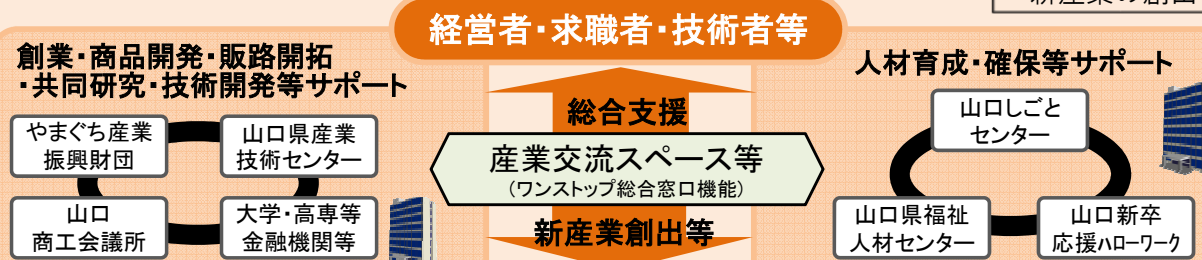 新産業の創出
経営者・求職者・技術者等
創業・商品開発・販路開拓
・共同研究・技術開発等サポート
やまぐち産業
振興財団
山口県産業
技術センター
山口
商工会議所
大学・高専等
金融機関等
総合支援
産業交流スペース等
（ワンストップ総合窓口機能）
新産業創出等
人材育成・確保等サポート
山口しごと
センター
山口県福祉
人材センター
山口新卒
応援ハローワーク